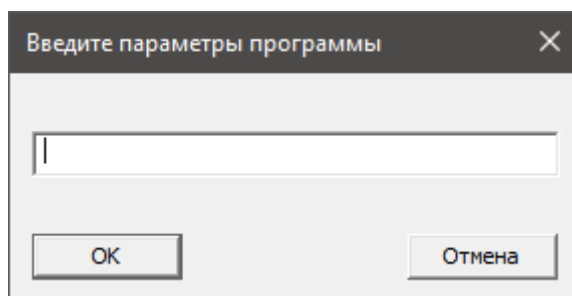 Введите параметры программы
OK
Отмена